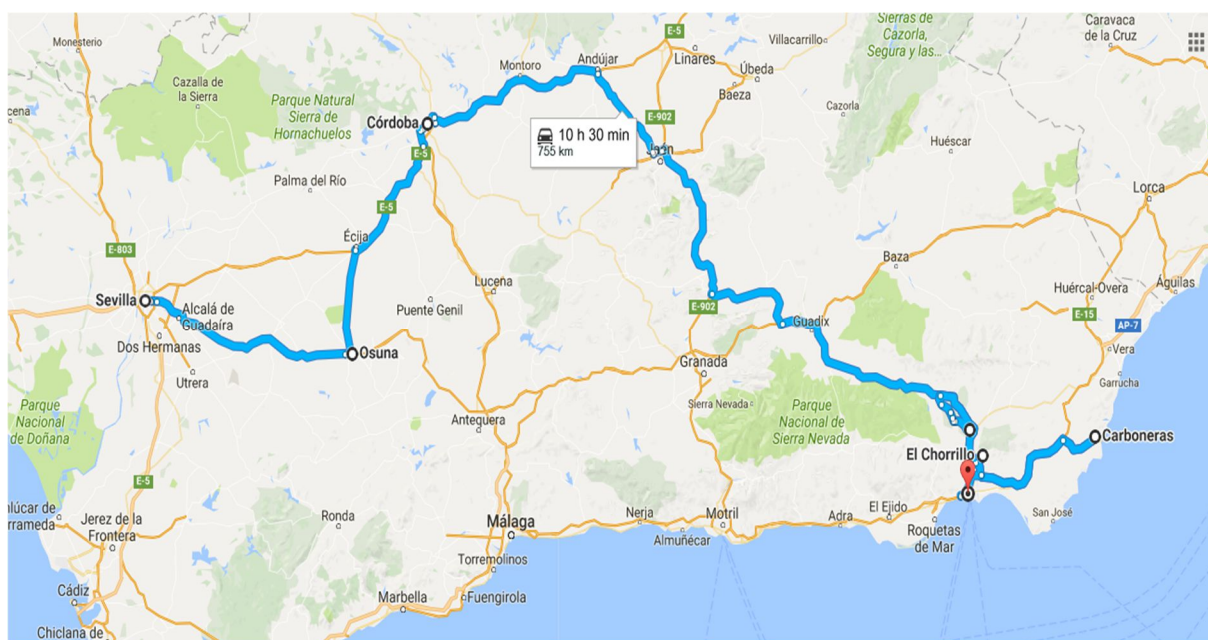 Monesterio
Cazalla de
la Sierra
Parque Natural
Sierra de
Hornachuelos
Montoro
Andújar
E-5
Linares
Villacarrillo
Úbeda
Baeza
Sierras de
Cazorla,
Segura y las...
Caravaca
de la Cruz
Córdoba
E-5
E-902
10 h 30 min
755 km
Cazorla
Huéscar
Palma del Río
E-5
Lorca
Écija
E-803
Baza
Sevilla
Alcalá de
Guadaíra
Lucena
Puente Genil
E-902
Guadix
Huércal-Overa
Águilas
E-15
AP-7
Dos Hermanas
Utrera
Osuna
Granada
Vera
Garrucha
Parque
Nacional
de Doñana
Antequera
Sierra Nevada
Parque
Nacional de
Sierra Nevada
El Chorrillo
Carboneras
E-5
Jerez de la
Frontera
Ronda
Málaga
Nerja
Almuñécar
Motril
Adra
El Ejido
Roquetas
de Mar
San José
Torremolinos
Cádiz
Marbella
Fuengirola
Chiclana de